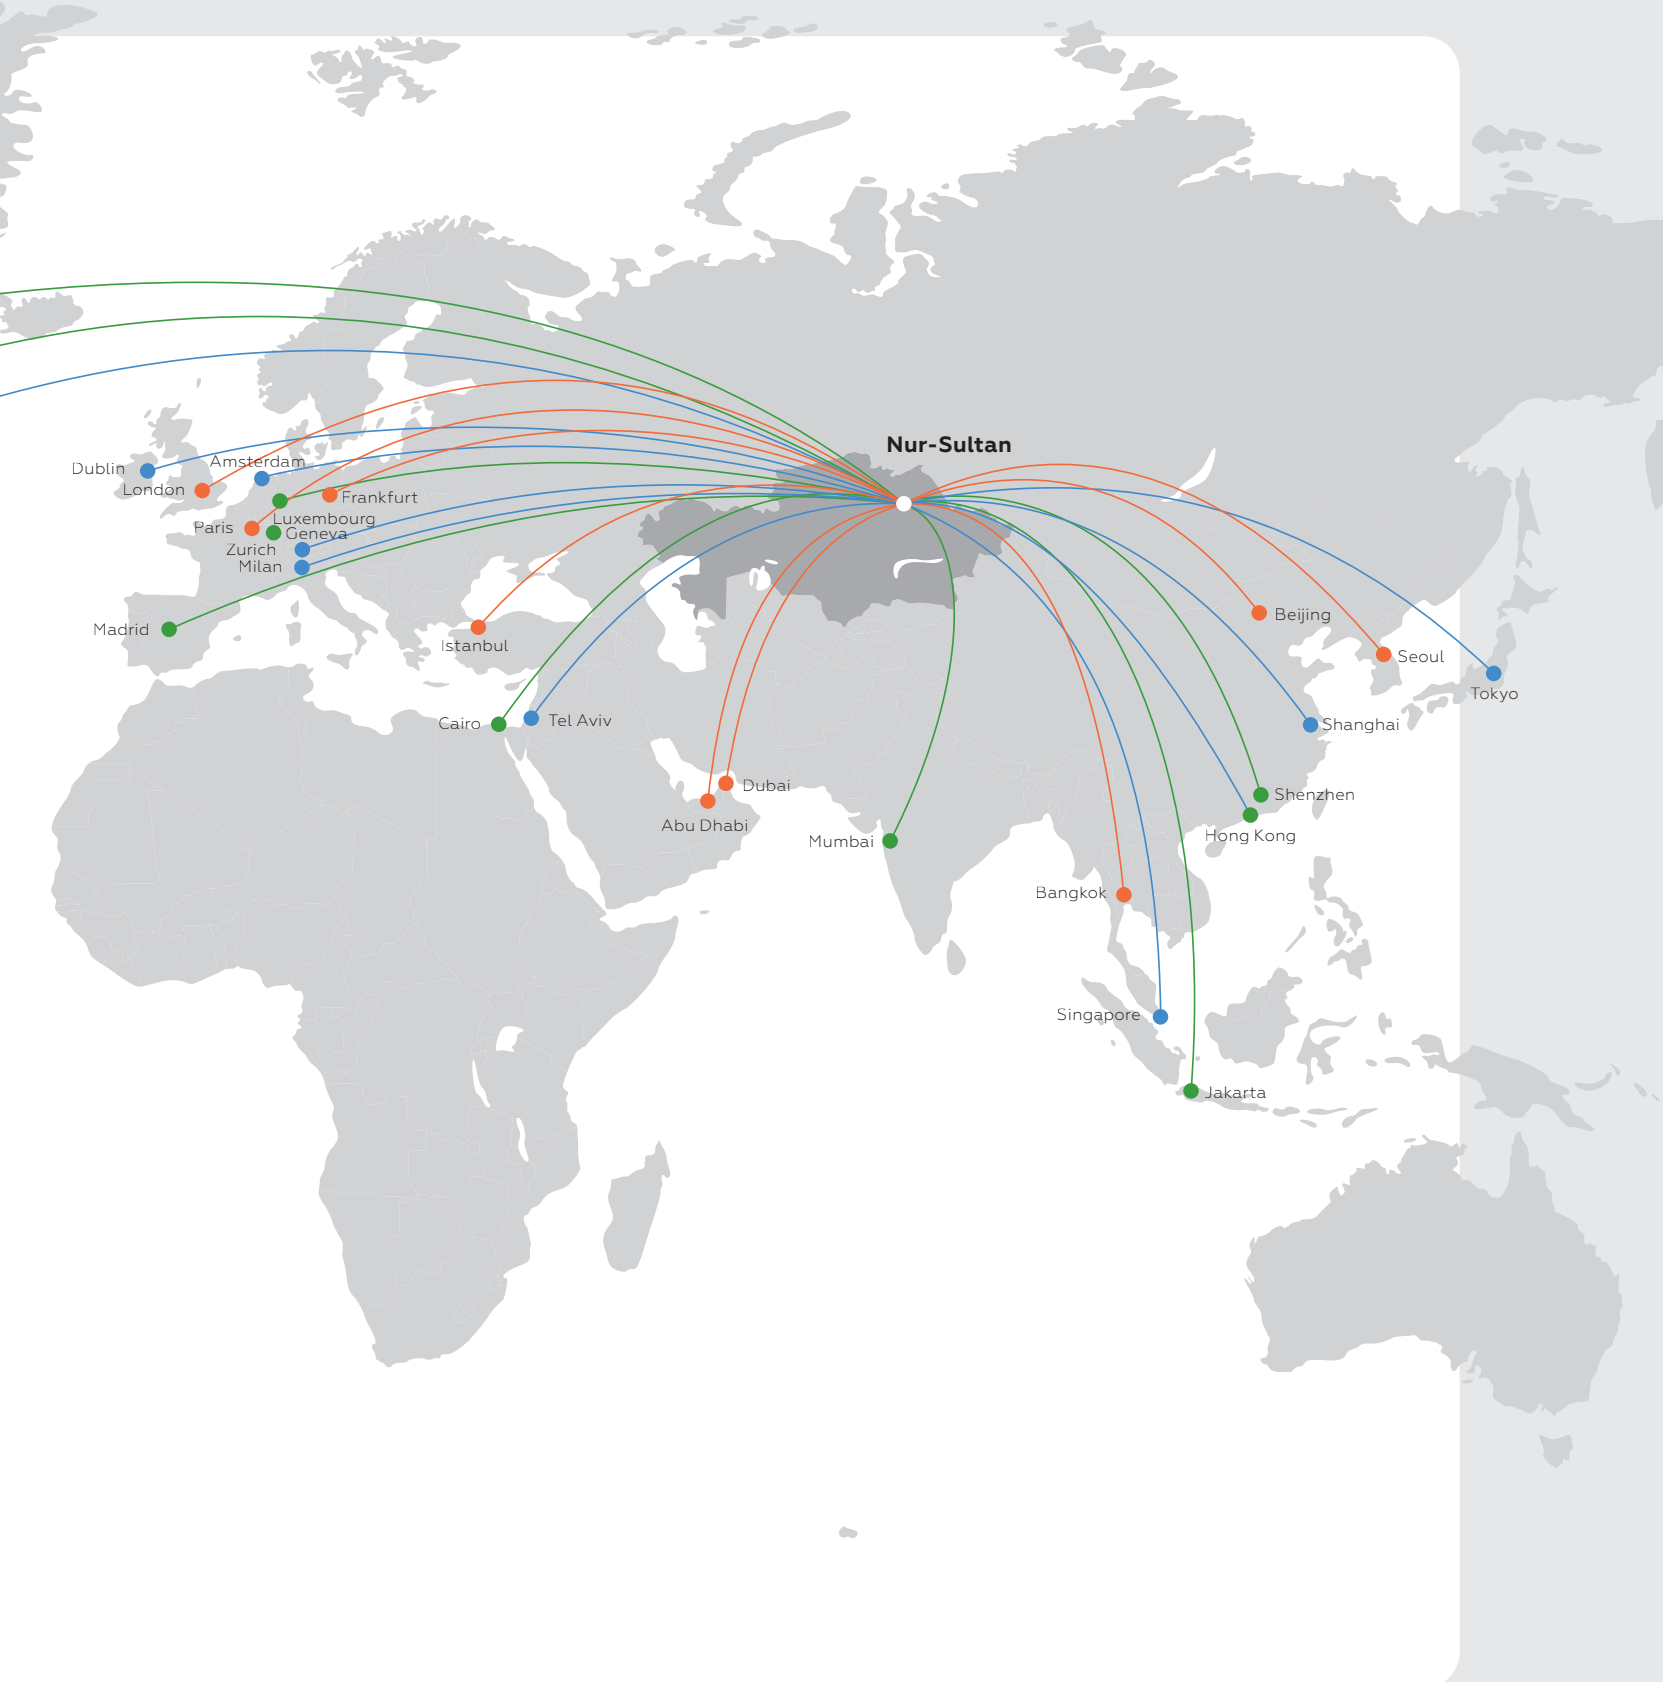 Nur-Sultan
Dublin
Amsterdam
London
Frankfurt
Luxembourg
Paris
Geneva
Zurich
Milan
Beijing
Madrid
Istanbul
Seoul
Tokyo
Cairo
Tel Aviv
Shanghai
Dubai
Shenzhen
Abu Dhabi
Hong Kong
Mumbai
Bangkok
Singapore
Jakarta